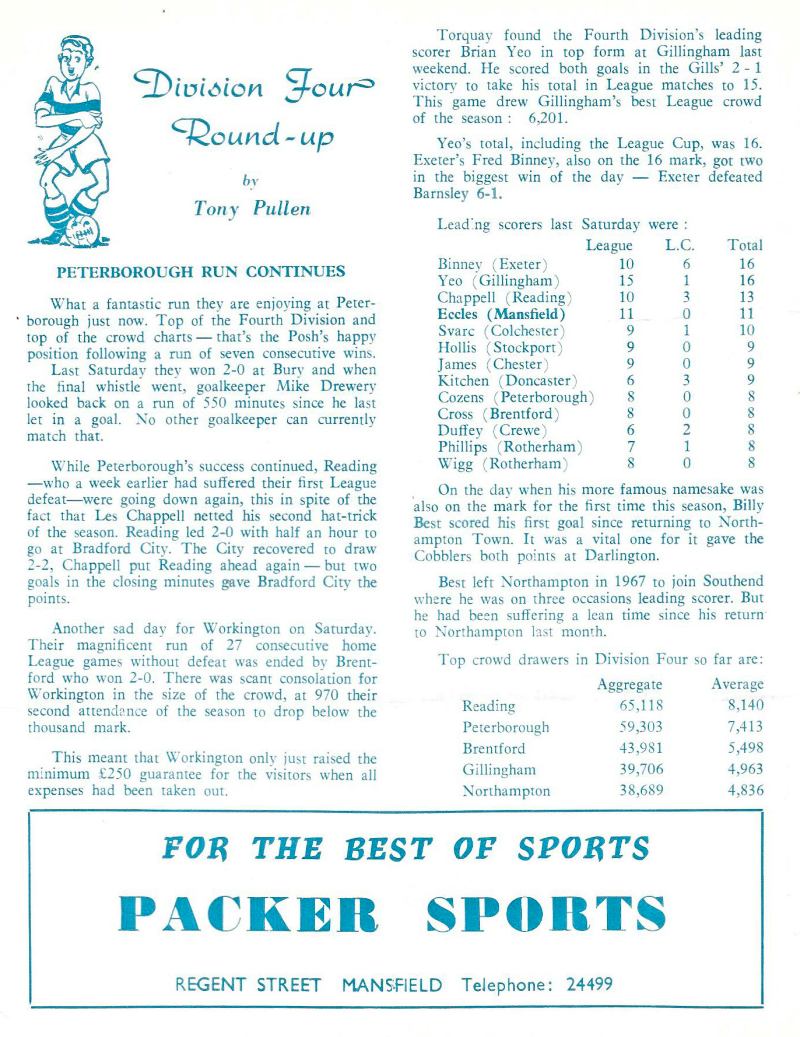 Division Four
Round-up
by
Tony Pullen
PETERBOROUGH RUN CONTINUES
What a fantastic run they are enjoying at Peter-
borough just now. Top of the Fourth Division and
top of the crowd charts — that's the Posh's happy
position following a run of seven consecutive wins.
Last Saturday they won 2-0 at Bury and when
the final whistle went, goalkeeper Mike Drewery
looked back on a run of 550 minutes since he last
let in a goal. No other goalkeeper can currently
match that.
While Peterborough's success continued, Reading
—who a week earlier had suffered their first League
defeat—were going down again, this in spite of the
fact that Les Chappell netted his second hat-trick
of the season. Reading led 2-0 with half an hour to
go at Bradford City. The City recovered to draw
2-2, Chappell put Reading ahead again — but two
goals in the closing minutes gave Bradford City the
points.
Another sad day for Workington on Saturday.
Their magnificent run of 27 consecutive home
League games without defeat was ended by Brent-
ford who won 2-0. There was scant consolation for
Workington in the size of the crowd, at 970 their
second attendance of the season to drop below the
thousand mark.
This meant that Workington only just raised the
minimum £250 guarantee for the visitors when all
expenses had been taken out.
Torquay found the Fourth Division's leading
scorer Brian Yeo in top form at Gillingham last
weekend. He scored both goals in the Gills' 2 - 1
victory to take his total in League matches to 15.
This game drew Gillingham's best League crowd
of the season : 6,201.
Yeo's total, including the League Cup, was 16.
Exeter's Fred Binney, also on the 16 mark, got two
in the biggest win of the day — Exeter defeated
Barnsley 6-1.
Leading scorers last Saturday were :
League L.C. Total
Binney (Exeter) 10 6 16
Yeo (Gillingham) 15 1 16
Chappell (Reading) 10 3 13
Eccles (Mansfield) 11 0 11
Svarc (Colchester) 9 1 10
Hollis (Stockport) 9 0 9
James (Chester) 9 0 9
Kitchen (Doncaster) 6 3 9
Cozens (Peterborough) 8 0 8
Cross (Brentford) 8 0 8
Duffey (Crewe) 6 2 8
Phillips (Rotherham) 7 1 8
Wigg (Rotherham) 8 0 8
On the day when his more famous namesake was
also on the mark for the first time this season, Billy
Best scored his first goal since returning to North-
ampton Town. It was a vital one for it gave the
Cobblers both points at Darlington.
Best left Northampton in 1967 to join Southend
where he was on three occasions leading scorer. But
he had been suffering a lean time since his return
to Northampton last month.
Top crowd drawers in Division Four so far are:
Aggregate Average
Reading 65,118 8,140
Peterborough 59,303 7,413
Brentford 43,981 5,498
Gillingham 39,706 4,963
Northampton 38,689 4,836
FOR THE BEST OF SPORTS
PACKER SPORTS
REGENT STREET MANSFIELD Telephone: 24499